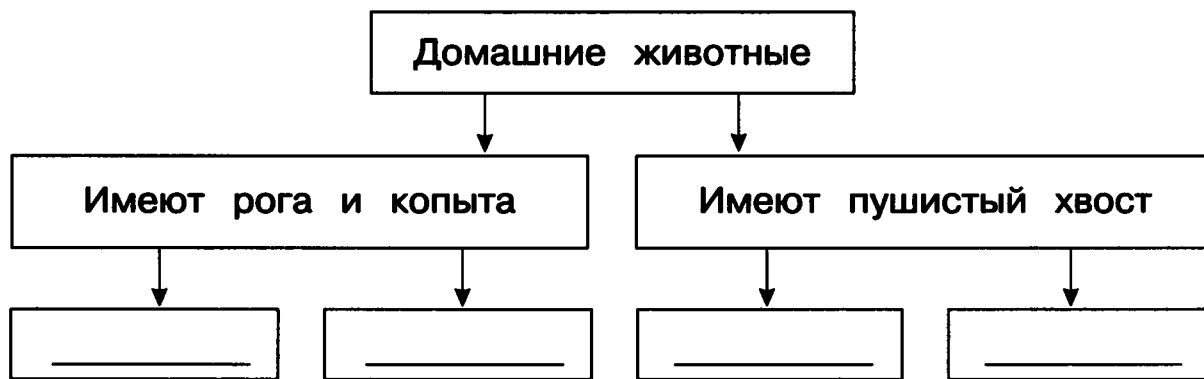 Домашние животные
Имеют рога и копыта
Имеют пушистый хвост